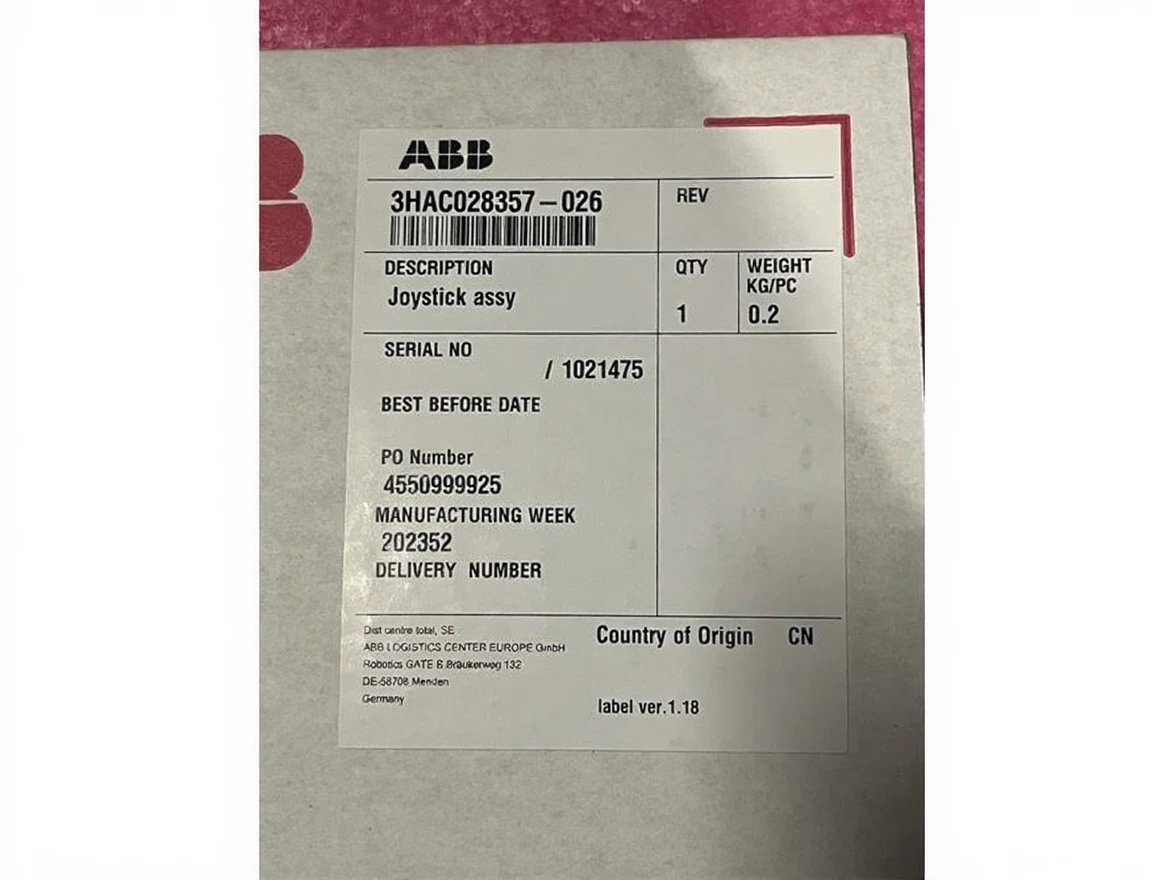 ABB
3HAC028357-026
REV
DESCRIPTION
Joystick assy
QTY
1
WEIGHT
KG/PC
0.2
SERIAL NO
/ 1021475
BEST BEFORE DATE
PO Number
4550999925
MANUFACTURING WEEK
202352
DELIVERY NUMBER
Dist centre total, SE
ABB LOGISTICS CENTER EUROPE GmbH
Robotics GATE B Braukerweg 132
DE-58708 Menden
Germany
Country of Origin CN
label ver.1.18